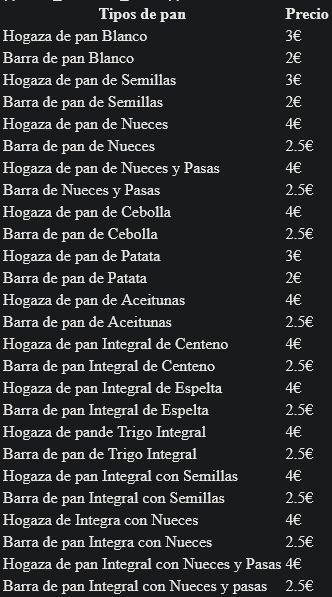 Tipos de pan Precio
Hogaza de pan Blanco 3€
Barra de pan Blanco 2€
Hogaza de pan de Semillas 3€
Barra de pan de Semillas 2€
Hogaza de pan de Nueces 4€
Barra de pan de Nueces 2.5€
Hogaza de pan de Nueces y Pasas 4€
Barra de Nueces y Pasas 2.5€
Hogaza de pan de Cebolla 4€
Barra de pan de Cebolla 2.5€
Hogaza de pan de Patata 3€
Barra de pan de Patata 2€
Hogaza de pan de Aceitunas 4€
Barra de pan de Aceitunas 2.5€
Hogaza de pan Integral de Centeno 4€
Barra de pan Integral de Centeno 2.5€
Hogaza de pan Integral de Espelta 4€
Barra de pan Integral de Espelta 2.5€
Hogaza de pande Trigo Integral 4€
Barra de pan de Trigo Integral 2.5€
Hogaza de pan Integral con Semillas 4€
Barra de pan Integral con Semillas 2.5€
Hogaza de Integra con Nueces 4€
Barra de pan Integra con Nueces 2.5€
Hogaza de pan Integral con Nueces y Pasas 4€
Barra de pan Integral con Nueces y pasas 2.5€